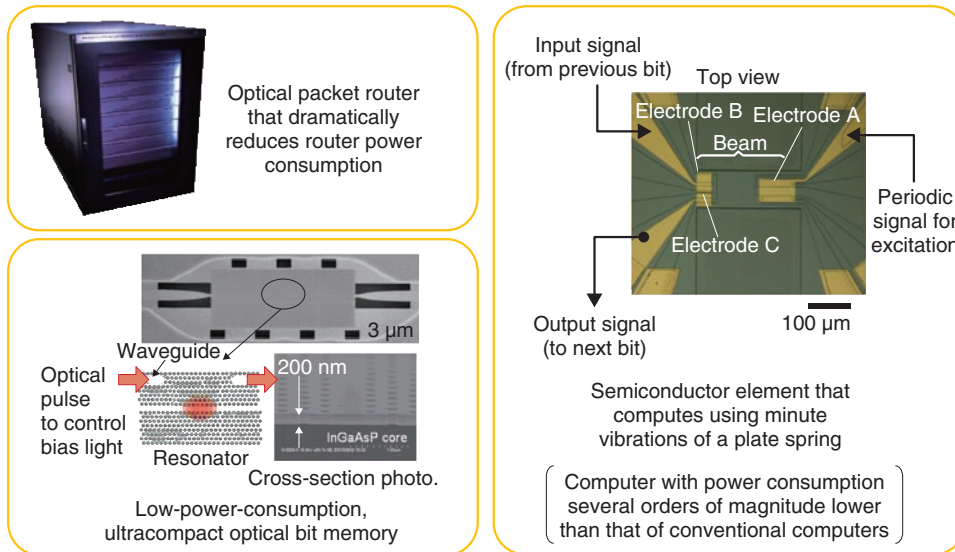 Optical packet router
that dramatically
reduces router power
consumption
3 µm
Waveguide
200 nm
Optical
pulse
to control
bias light
InGaAsP core
Resonator
Cross-section photo.
Low-power-consumption,
ultracompact optical bit memory
Input signal
(from previous bit)
Top view
Electrode B
Electrode A
Beam
Periodic
signal for
excitation
Electrode C
Output signal
(to next bit)
100 µm
Semiconductor element that
computes using minute
vibrations of a plate spring
Computer with power consumption
several orders of magnitude lower
than that of conventional computers